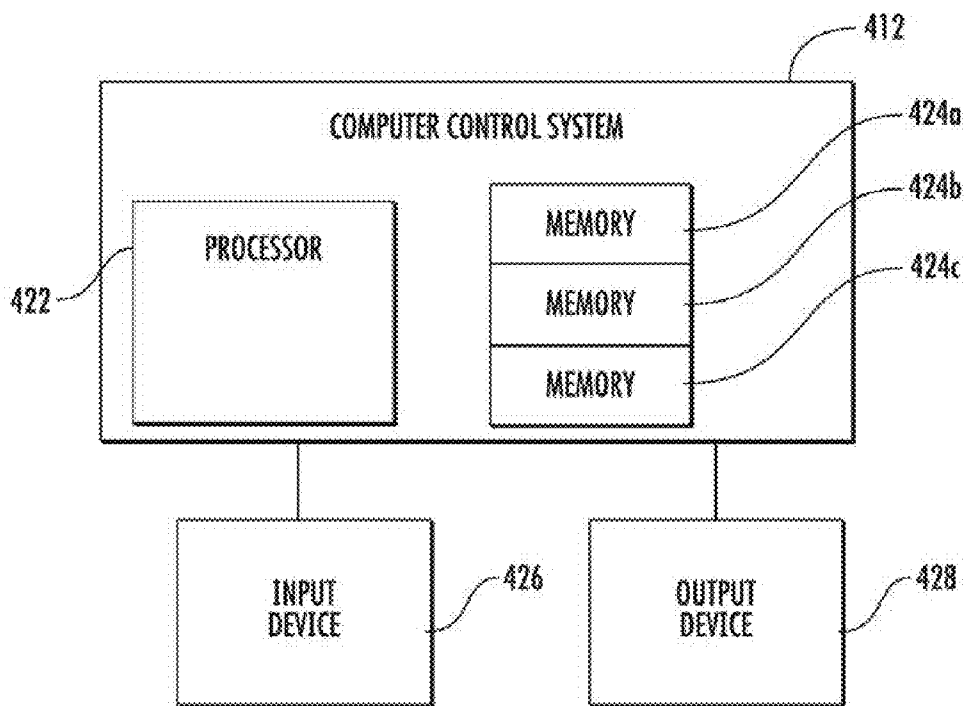 412
COMPUTER CONTROL SYSTEM
424a
MEMORY
424b
PROCESSOR
MEMORY
424c
422
MEMORY
INPUT
DEVICE
426
OUTPUT
DEVICE
428